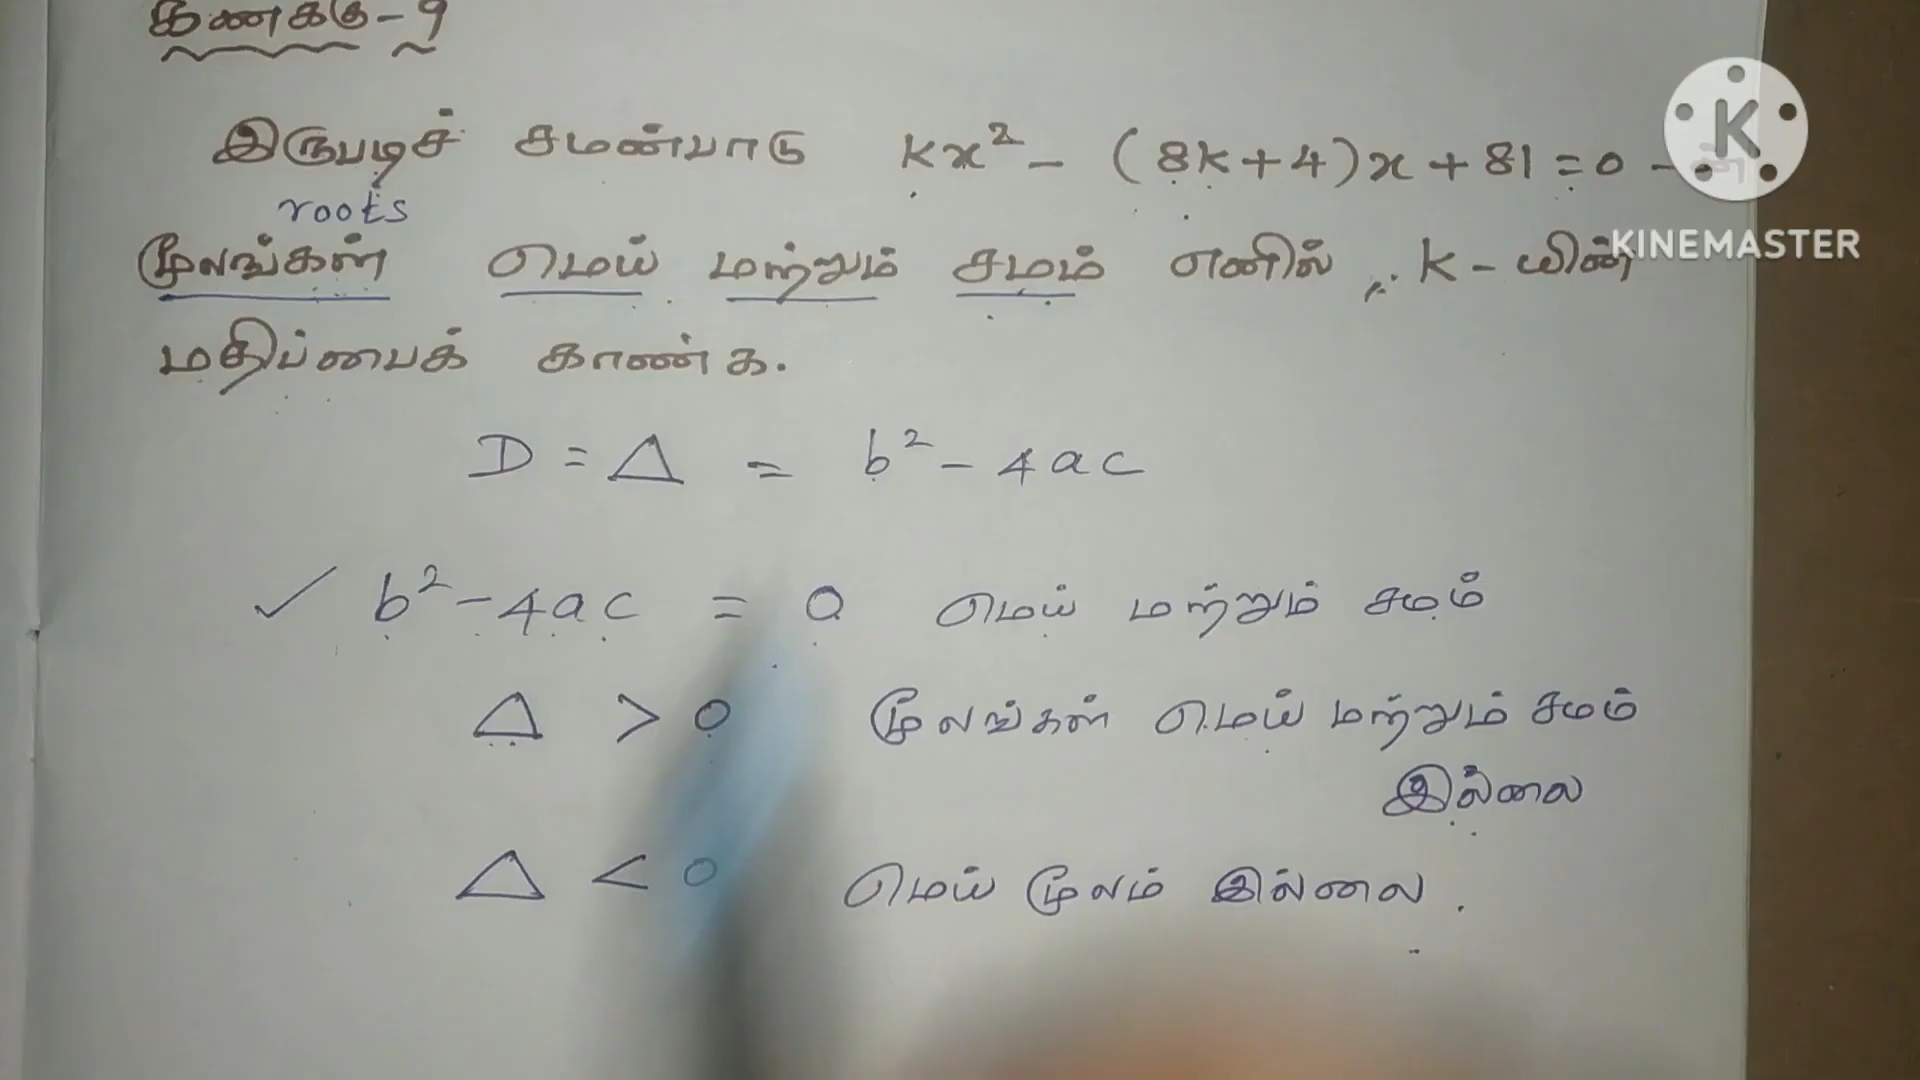 கணக்கு - 9
இருபடிச் சமன்பாடு kx² - (8k+4)x + 81 = 0 -ன்
roots
மூலங்கள் மெய் மற்றும் சமம் எனில், k - யின்
மதிப்பைக் காண்க.
D = Δ = b² - 4ac
✓ b² - 4ac = 0 மெய் மற்றும் சமம்
Δ > 0 மூலங்கள் மெய் மற்றும் சமம்
இல்லை
Δ < 0 மெய் மூலம் இல்லை.
K
KINEMASTER